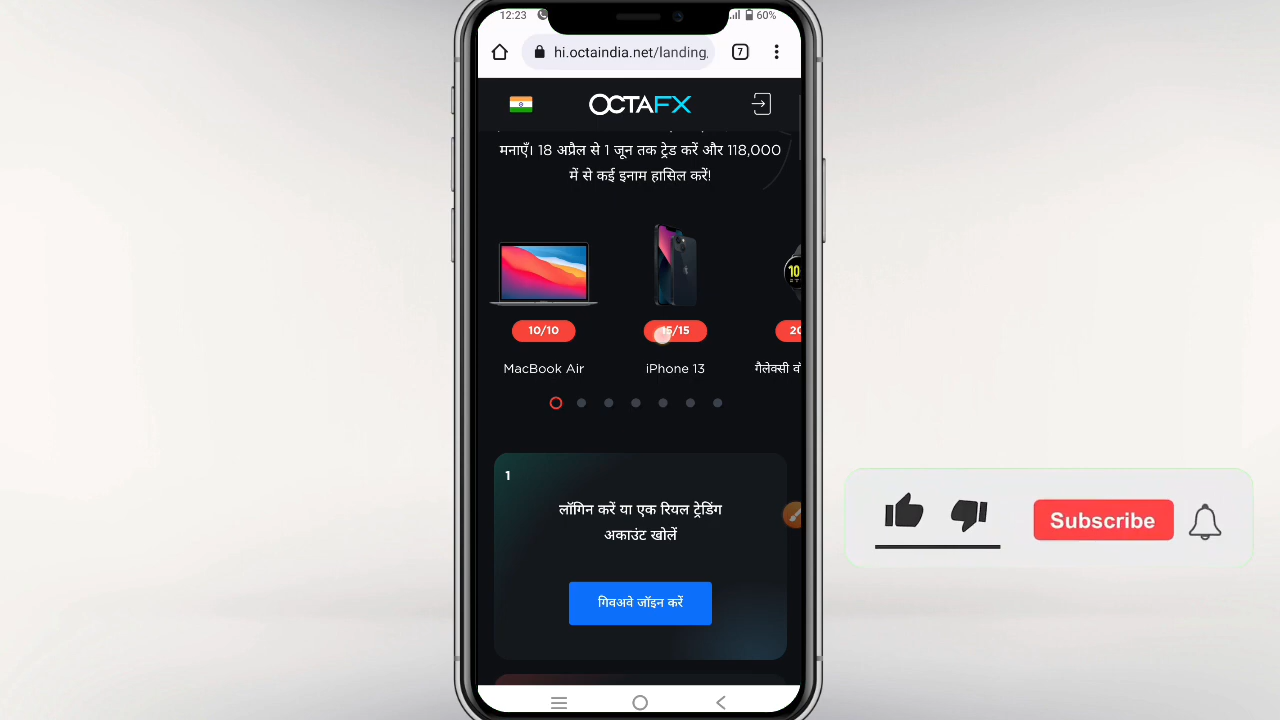 12:23
60%
hi.octaindia.net/landing
7
OCTAFX
मनाएँ। 18 अप्रैल से 1 जून तक ट्रेड करें और 118,000
में से कई इनाम हासिल करें!
10/10
15/15
MacBook Air
iPhone 13
गैलेक्सी
1
लॉगिन करें या एक रियल ट्रेडिंग
अकाउंट खोलें
गिवअवे जॉइन करें
Subscribe